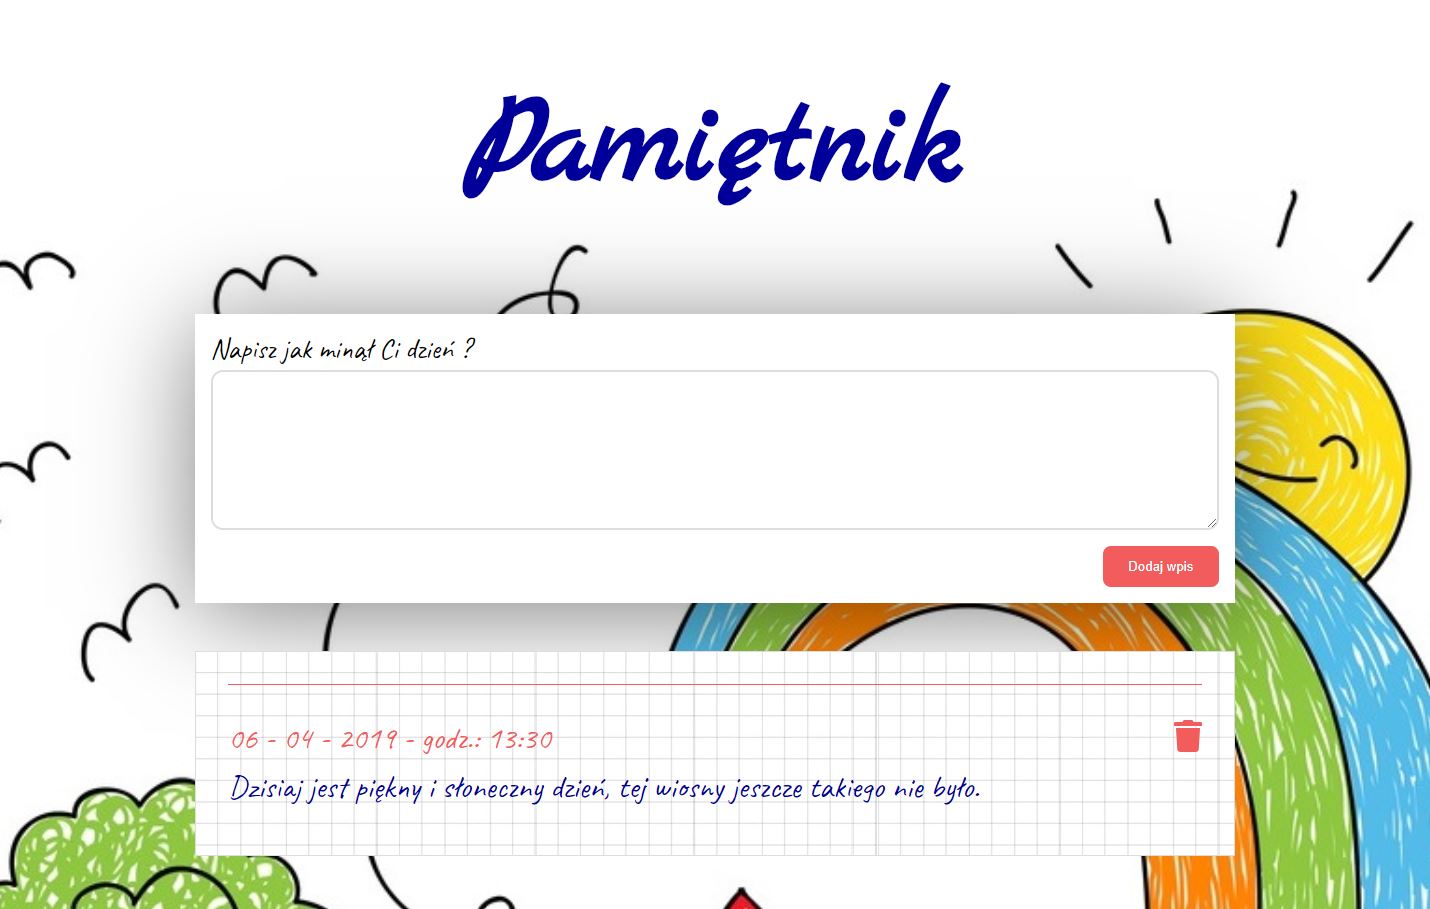 Pamiętnik
Napisz jak minął Ci dzień ?
Dodaj wpis
06 - 04 - 2019 - godz.: 13:30
Dzisiaj jest piękny i słoneczny dzień, tej wiosny jeszcze takiego nie było.